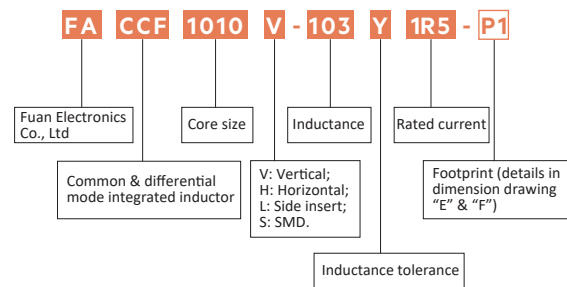 FA CCF 1010 V - 103 Y 1R5 - P1
Fuan Electronics
Co., Ltd
Core size
Inductance
Rated current
Common & differential
mode integrated inductor
V: Vertical;
H: Horizontal;
L: Side insert;
S: SMD.
Footprint (details in
dimension drawing
“E” & “F”)
Inductance tolerance